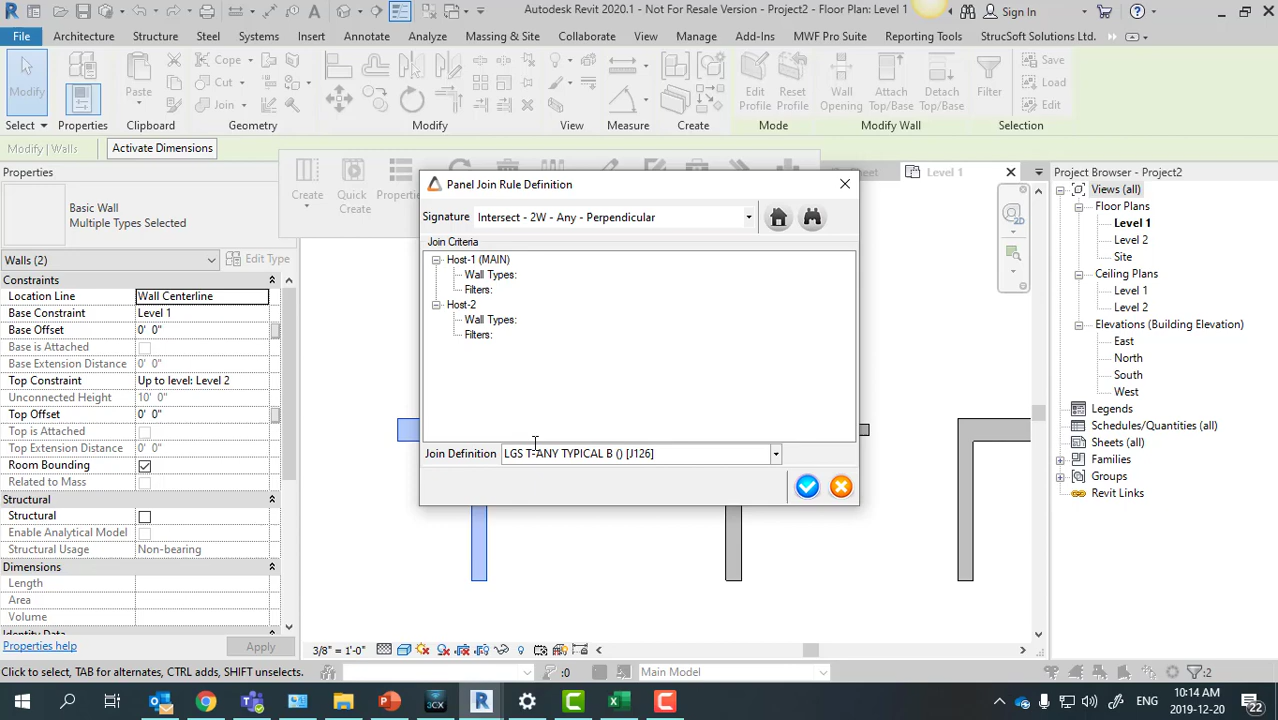 Autodesk Revit 2020.1 - Not For Resale Version - Project2 - Floor Plan: Level 1
Sign In
File Architecture Structure Steel Systems Insert Annotate Analyze Massing & Site Collaborate View Manage Add-Ins MWF Pro Suite Reporting Tools StrucSoft Solutions Ltd.
Modify
Paste
Cope
Cut
Join
Edit Profile
Reset Profile
Wall Opening
Attach Top/Base
Detach Top/Base
Filter
Save
Load
Edit
Select Properties Clipboard Geometry Modify View Measure Create Mode Modify Wall Selection
Modify | Walls
Activate Dimensions
Properties
Basic Wall
Multiple Types Selected
Walls (2)
Edit Type
Constraints
Location Line Wall Centerline
Base Constraint Level 1
Base Offset 0' 0"
Base is Attached
Base Extension Distance 0' 0"
Top Constraint Up to level: Level 2
Unconnected Height 10' 0"
Top Offset 0' 0"
Top is Attached
Top Extension Distance 0' 0"
Room Bounding
Related to Mass
Structural
Structural
Enable Analytical Model
Structural Usage Non-bearing
Dimensions
Length
Area
Volume
Identity Data
Properties help
Apply
Create
Quick Create
Level 1
Panel Join Rule Definition
Signature Intersect - 2W - Any - Perpendicular
Join Criteria
Host-1 (MAIN)
Wall Types:
Filters:
Host-2
Wall Types:
Filters:
Join Definition LGS T-ANY TYPICAL B () [J126]
2D
Project Browser - Project2
Views (all)
Floor Plans
Level 1
Level 2
Site
Ceiling Plans
Level 1
Level 2
Elevations (Building Elevation)
East
North
South
West
Legends
Schedules/Quantities (all)
Sheets (all)
Families
Groups
Revit Links
3/8" = 1'-0"
Click to select, TAB for alternates, CTRL adds, SHIFT unselects.
:0
Main Model
:2
ENG
10:14 AM
2019-12-20
22